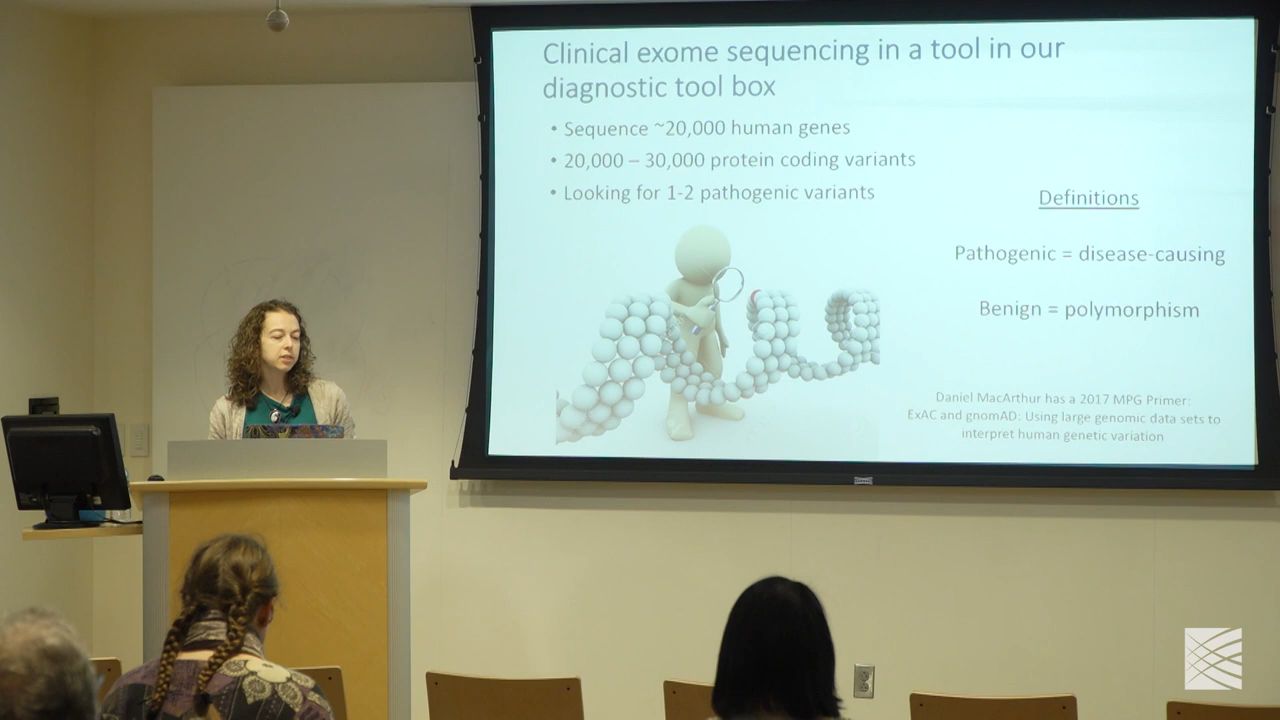 Clinical exome sequencing in a tool in our
diagnostic tool box
• Sequence ~20,000 human genes
• 20,000 – 30,000 protein coding variants
• Looking for 1-2 pathogenic variants
Definitions
Pathogenic = disease-causing
Benign = polymorphism
Daniel MacArthur has a 2017 MPG Primer:
ExAC and gnomAD: Using large genomic data sets to
interpret human genetic variation